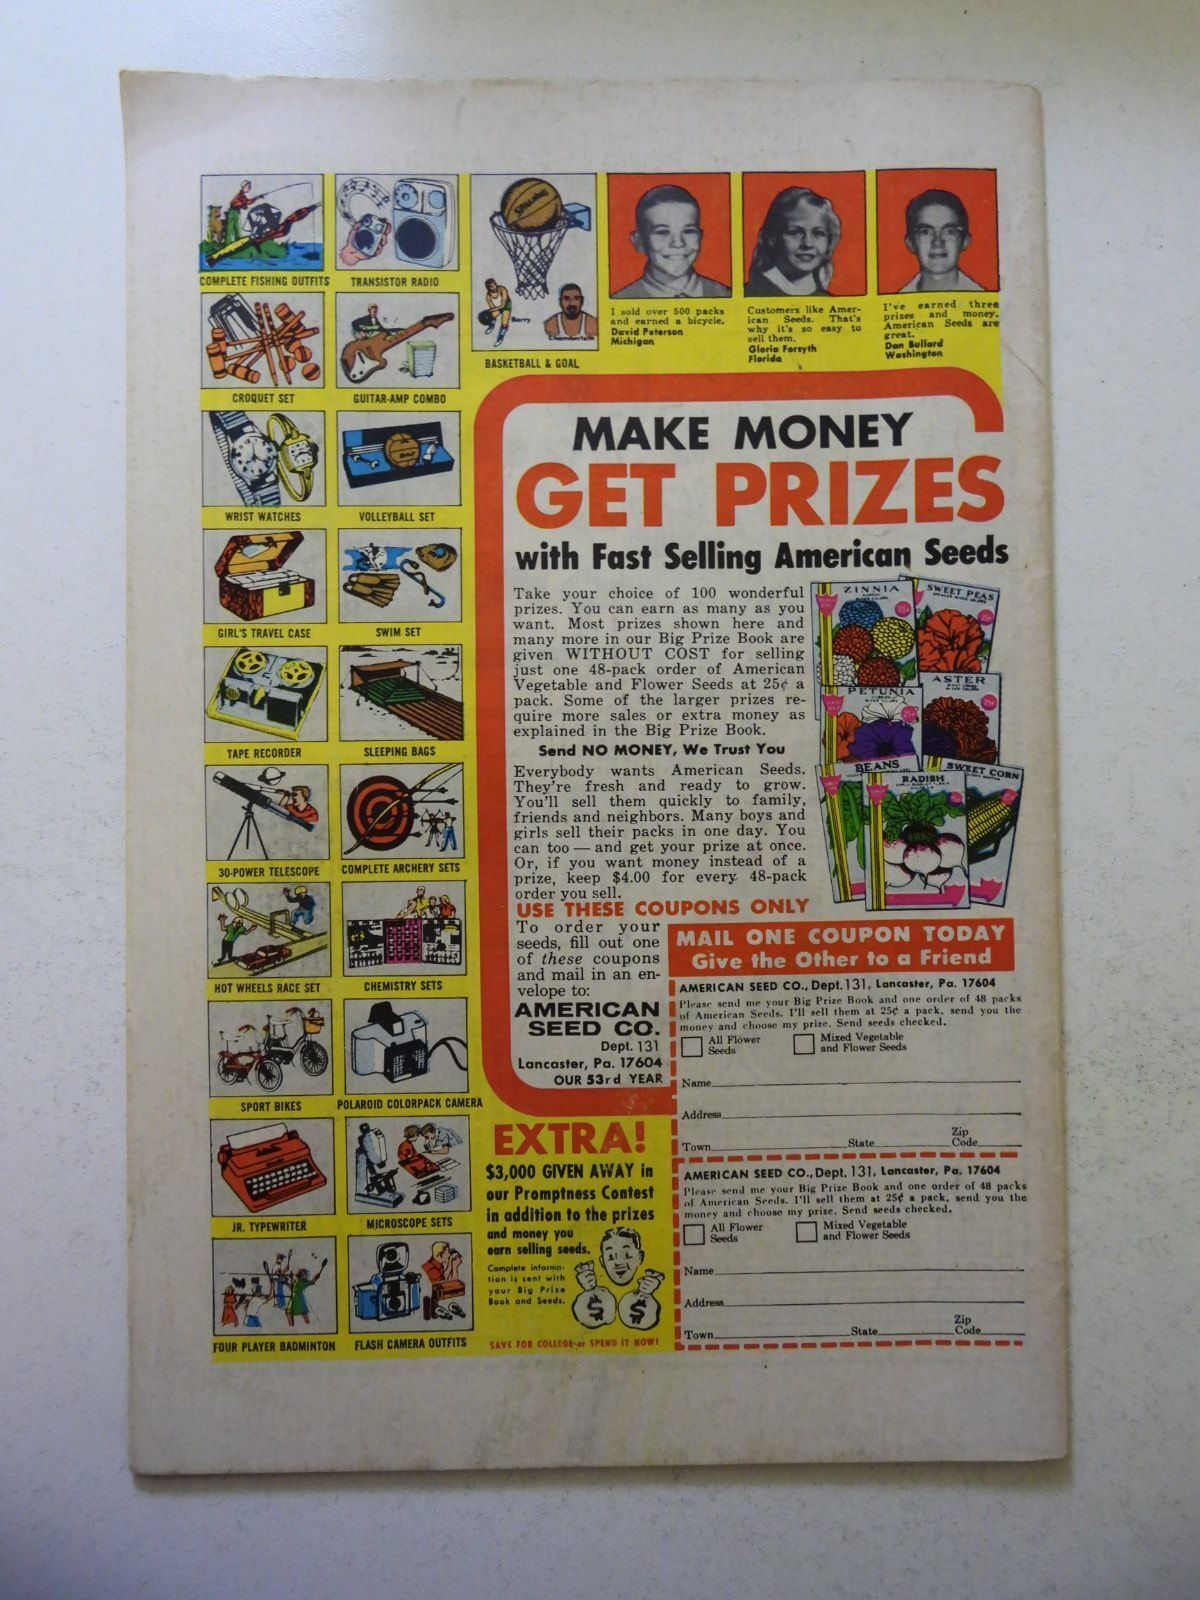 COMPLETE FISHING OUTFITS
TRANSISTOR RADIO
CROQUET SET
GUITAR-AMP COMBO
WRIST WATCHES
VOLLEYBALL SET
GIRL'S TRAVEL CASE
SWIM SET
TAPE RECORDER
SLEEPING BAGS
30-POWER TELESCOPE
COMPLETE ARCHERY SETS
HOT WHEELS RACE SET
CHEMISTRY SETS
SPORT BIKES
POLAROID COLORPACK CAMERA
JR. TYPEWRITER
MICROSCOPE SETS
FOUR PLAYER BADMINTON
FLASH CAMERA OUTFITS
SPALDING
Barry
Chamberlain
BASKETBALL & GOAL
I sold over 500 packs
and earned a bicycle.
David Peterson
Michigan
Customers like Amer-
ican Seeds. That's
why it's so easy to
sell them.
Gloria Forsyth
Florida
I've earned three
prizes and money.
American Seeds are
great.
Dan Bullard
Washington
MAKE MONEY
GET PRIZES
with Fast Selling American Seeds
Take your choice of 100 wonderful
prizes. You can earn as many as you
want. Most prizes shown here and
many more in our Big Prize Book are
given WITHOUT COST for selling
just one 48-pack order of American
Vegetable and Flower Seeds at 25¢ a
pack. Some of the larger prizes re-
quire more sales or extra money as
explained in the Big Prize Book.
Send NO MONEY, We Trust You
Everybody wants American Seeds.
They're fresh and ready to grow.
You'll sell them quickly to family,
friends and neighbors. Many boys and
girls sell their packs in one day. You
can too — and get your prize at once.
Or, if you want money instead of a
prize, keep $4.00 for every 48-pack
order you sell.
ZINNIA
25¢
SWEET PEAS
25¢
PETUNIA
25¢
ASTER
25¢
BEANS
RADISH
SWEET CORN
USE THESE COUPONS ONLY
To order your
seeds, fill out one
of these coupons
and mail in an en-
velope to:
AMERICAN
SEED CO.
Dept. 131
Lancaster, Pa. 17604
OUR 53rd YEAR
MAIL ONE COUPON TODAY
Give the Other to a Friend
AMERICAN SEED CO., Dept. 131, Lancaster, Pa. 17604
Please send me your Big Prize Book and one order of 48 packs
of American Seeds. I'll sell them at 25¢ a pack, send you the
money and choose my prize. Send seeds checked.
All Flower Seeds
Mixed Vegetable and Flower Seeds
Name
Address
Town State Zip Code
AMERICAN SEED CO., Dept. 131, Lancaster, Pa. 17604
Please send me your Big Prize Book and one order of 48 packs
of American Seeds. I'll sell them at 25¢ a pack, send you the
money and choose my prize. Send seeds checked.
All Flower Seeds
Mixed Vegetable and Flower Seeds
Name
Address
Town State Zip Code
EXTRA!
$3,000 GIVEN AWAY in
our Promptness Contest
in addition to the prizes
and money you
earn selling seeds.
Complete informa-
tion is sent with
your Big Prize
Book and Seeds.
$ $
SAVE FOR COLLEGE or SPEND IT NOW!